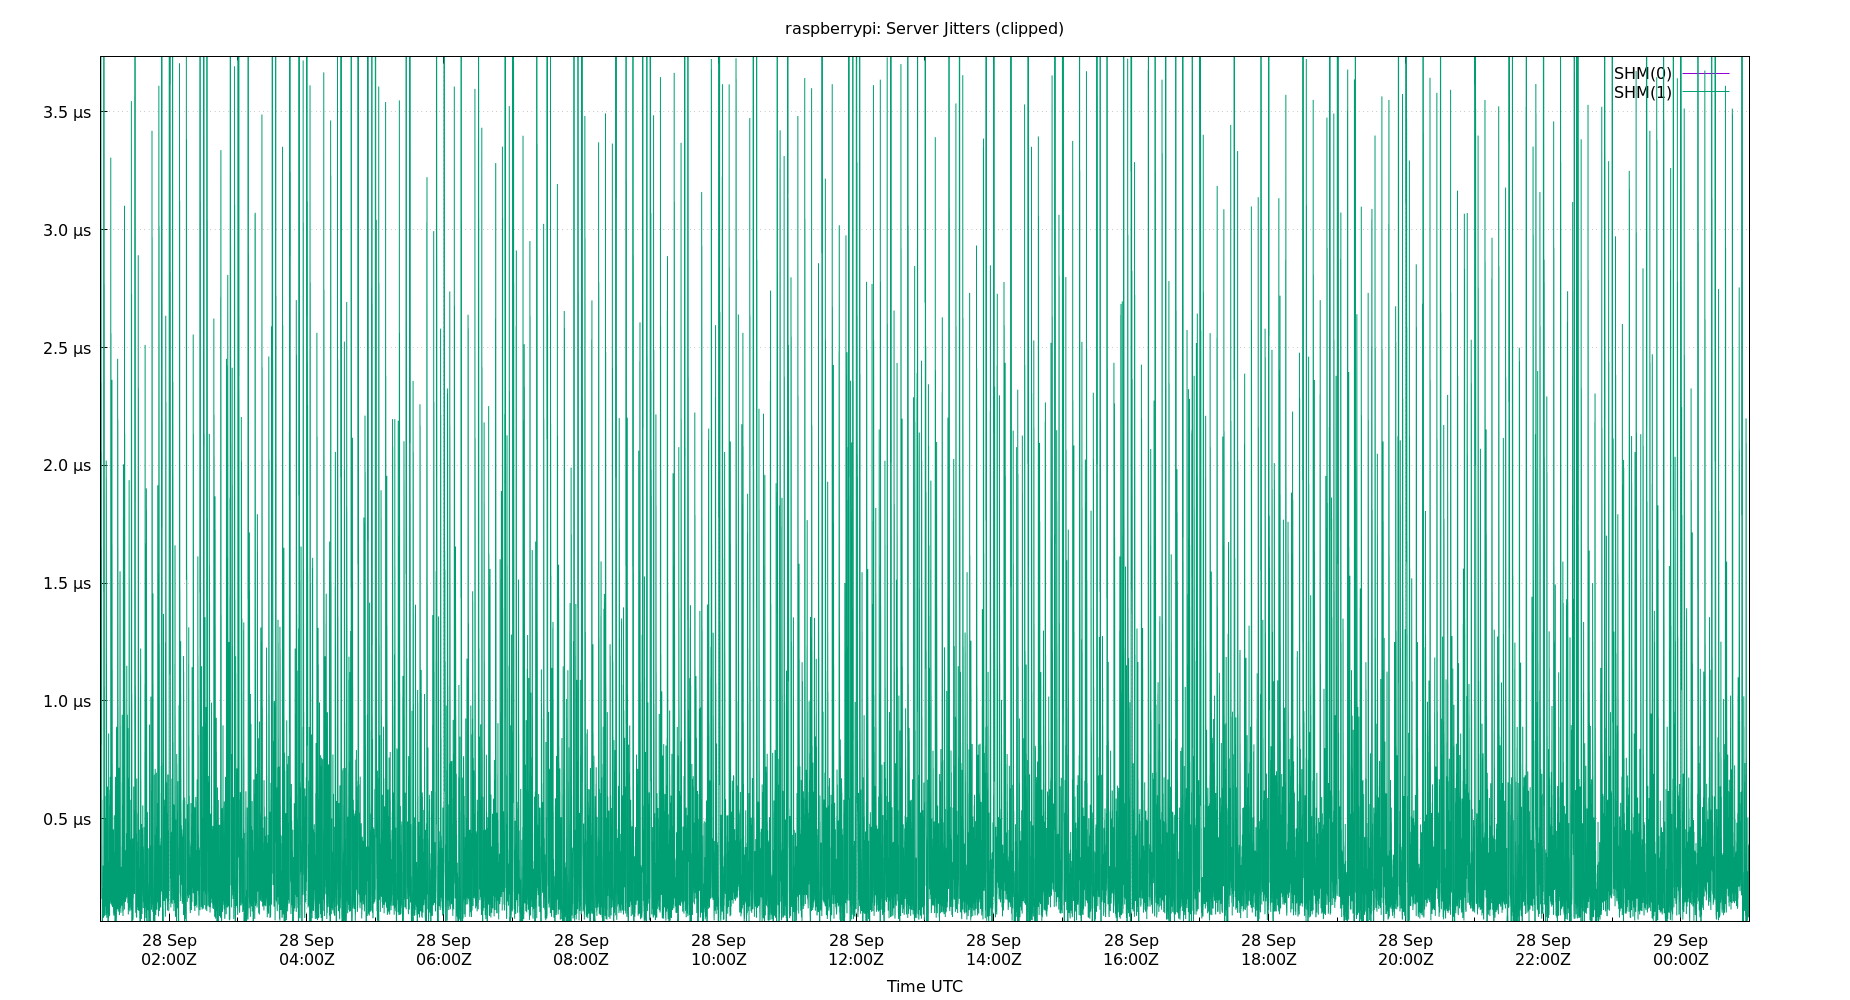 raspberrypi: Server Jitters (clipped)
SHM(0)
SHM(1)
3.5 µs
3.0 µs
2.5 µs
2.0 µs
1.5 µs
1.0 µs
0.5 µs
28 Sep 28 Sep 28 Sep 28 Sep 28 Sep 28 Sep 28 Sep 28 Sep 28 Sep 28 Sep 28 Sep 29 Sep
02:00Z 04:00Z 06:00Z 08:00Z 10:00Z 12:00Z 14:00Z 16:00Z 18:00Z 20:00Z 22:00Z 00:00Z
Time UTC